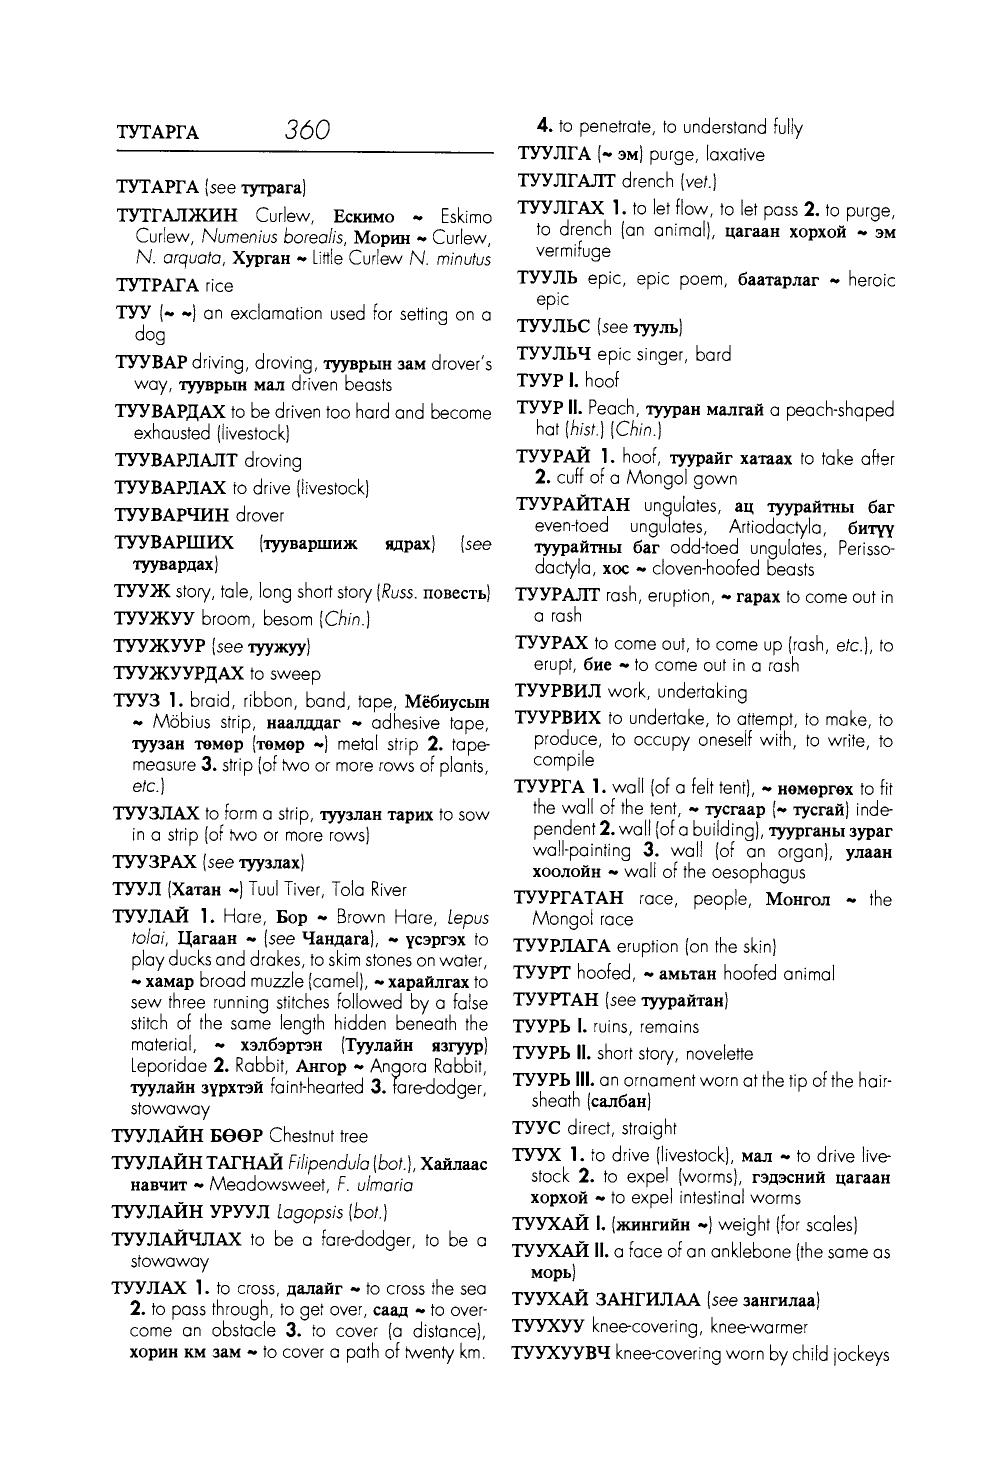 ТУТАРГА 360
ТУТАРГА (see тутрага)
ТУТГАЛЖИН Curlew, Ескимо ~ Eskimo
Curlew, Numenius borealis, Морин ~ Curlew,
N. arquata, Хурган ~ Little Curlew N. minutus
ТУТРАГА rice
ТУУ (~ ~) an exclamation used for setting on a
dog
ТУУВАР driving, droving, тууврын зам drover's
way, тууврын мал driven beasts
ТУУВАРДАХ to be driven too hard and become
exhausted (livestock)
ТУУВАРЛАЛТ droving
ТУУВАРЛАХ to drive (livestock)
ТУУВАРЧИН drover
ТУУВАРШИХ (тууваршиж ядрах) (see
туувардах)
ТУУЖ story, tale, long short story (Russ. повесть)
ТУУЖУУ broom, besom (Chin.)
ТУУЖУУР (see туужуу)
ТУУЖУУРДАХ to sweep
ТУУЗ 1. braid, ribbon, band, tape, Мёбиусын
~ Möbius strip, наалддаг ~ adhesive tape,
туузан төмөр (төмөр ~) metal strip 2. tape-
measure 3. strip (of two or more rows of plants,
etc.)
ТУУЗЛАХ to form a strip, туузлан тарих to sow
in a strip (of two or more rows)
ТУУЗРАХ (see туузлах)
ТУУЛ (Хатан ~) Tuul Tiver, Tola River
ТУУЛАЙ 1. Hare, Бор ~ Brown Hare, Lepus
tolai, Цагаан ~ (see Чандага), ~ үсэргэх to
play ducks and drakes, to skim stones on water,
~ хамар broad muzzle (camel), ~ харайлгах to
sew three running stitches followed by a false
stitch of the same length hidden beneath the
material, ~ хэлбэртэн (Туулайн язгуур)
Leporidae 2. Rabbit, Ангор ~ Angora Rabbit,
туулайн зүрхтэй faint-hearted 3. fare-dodger,
stowaway
ТУУЛАЙН БӨӨР Chestnut tree
ТУУЛАЙН ТАГНАЙ Filipendula (bot.), Хайлаас
навчит ~ Meadowsweet, F. ulmaria
ТУУЛАЙН УРУУЛ Lagopsis (bot.)
ТУУЛАЙЧЛАХ to be a fare-dodger, to be a
stowaway
ТУУЛАХ 1. to cross, далайг ~ to cross the sea
2. to pass through, to get over, саад ~ to over-
come an obstacle 3. to cover (a distance),
хорин км зам ~ to cover a path of twenty km.
4. to penetrate, to understand fully
ТУУЛГА (~ эм) purge, laxative
ТУУЛГАЛТ drench (vet.)
ТУУЛГАХ 1. to let flow, to let pass 2. to purge,
to drench (an animal), цагаан хорхой ~ эм
vermifuge
ТУУЛЬ epic, epic poem, баатарлаг ~ heroic
epic
ТУУЛЬС (see тууль)
ТУУЛЬЧ epic singer, bard
ТУУР I. hoof
ТУУР II. Peach, тууран малгай a peach-shaped
hat (hist.) (Chin.)
ТУУРАЙ 1. hoof, туурайг хатаах to take after
2. cuff of a Mongol gown
ТУУРАЙТАН ungulates, ац туурайтны баг
even-toed ungulates, Artiodactyla, битүү
туурайтны баг odd-toed ungulates, Perisso-
dactyla, хос ~ cloven-hoofed beasts
ТУУРАЛТ rash, eruption, ~ гарах to come out in
a rash
ТУУРАХ to come out, to come up (rash, etc.), to
erupt, бие ~ to come out in a rash
ТУУРВИЛ work, undertaking
ТУУРВИХ to undertake, to attempt, to make, to
produce, to occupy oneself with, to write, to
compile
ТУУРГА 1. wall (of a felt tent), ~ нөмөргөх to fit
the wall of the tent, ~ тусгаар (~ тусгай) inde-
pendent 2. wall (of a building), туурганы зураг
wall-painting 3. wall (of an organ), улаан
хоолойн ~ wall of the oesophagus
ТУУРГАТАН race, people, Монгол ~ the
Mongol race
ТУУРЛАГА eruption (on the skin)
ТУУРТ hoofed, ~ амьтан hoofed animal
ТУУРТАН (see туурайтан)
ТУУРЬ I. ruins, remains
ТУУРЬ II. short story, novelette
ТУУРЬ III. an ornament worn at the tip of the hair-
sheath (салбан)
ТУУС direct, straight
ТУУХ 1. to drive (livestock), мал ~ to drive live-
stock 2. to expel (worms), гэдэсний цагаан
хорхой ~ to expel intestinal worms
ТУУХАЙ I. (жингийн ~) weight (for scales)
ТУУХАЙ II. a face of an anklebone (the same as
морь)
ТУУХАЙ ЗАНГИЛАА (see зангилаа)
ТУУХУУ knee-covering, knee-warmer
ТУУХУУВЧ knee-covering worn by child jockeys